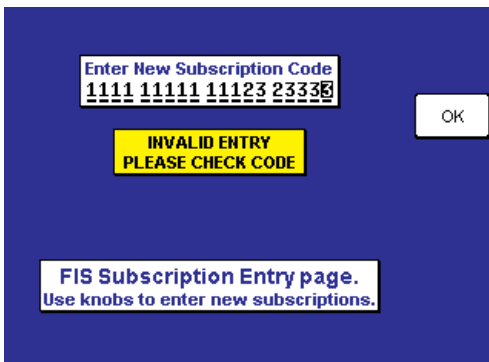 Enter New Subscription Code
1111 11111 11123 23333
OK
INVALID ENTRY
PLEASE CHECK CODE
FIS Subscription Entry page.
Use knobs to enter new subscriptions.